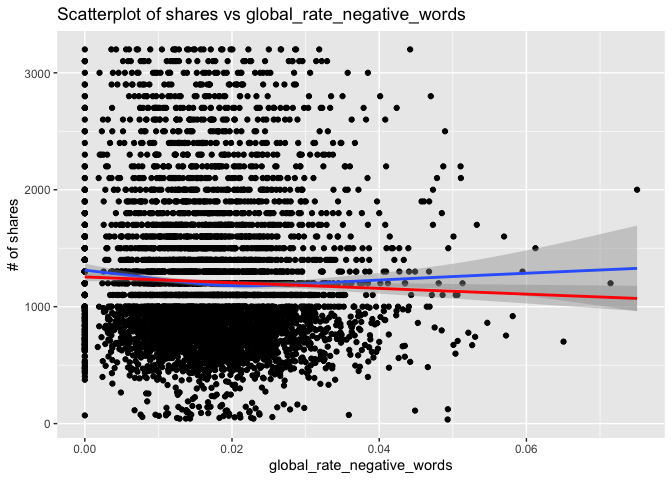 Scatterplot of shares vs global_rate_negative_words
# of shares
3000
2000
1000
0
0.00
0.02
0.04
0.06
global_rate_negative_words